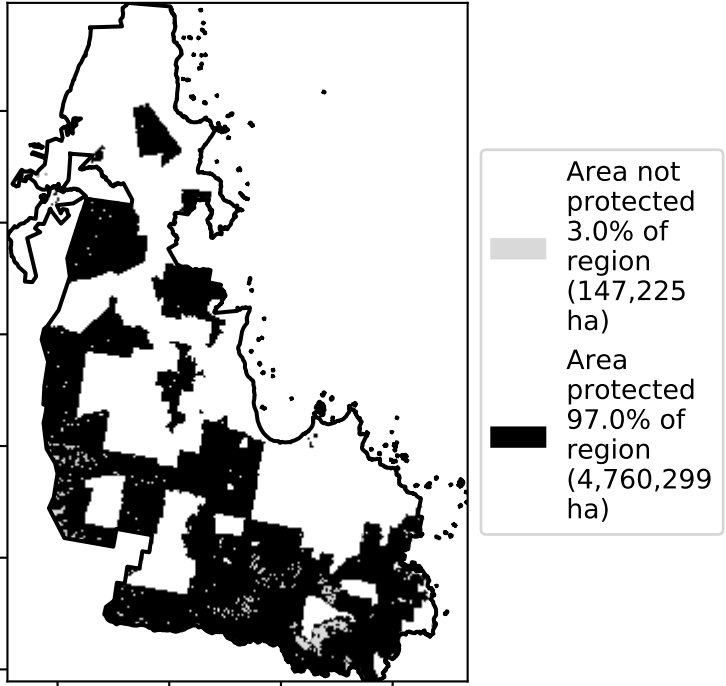 Area not
protected
3.0% of
region
(147,225
ha)
Area
protected
97.0% of
region
(4,760,299
ha)